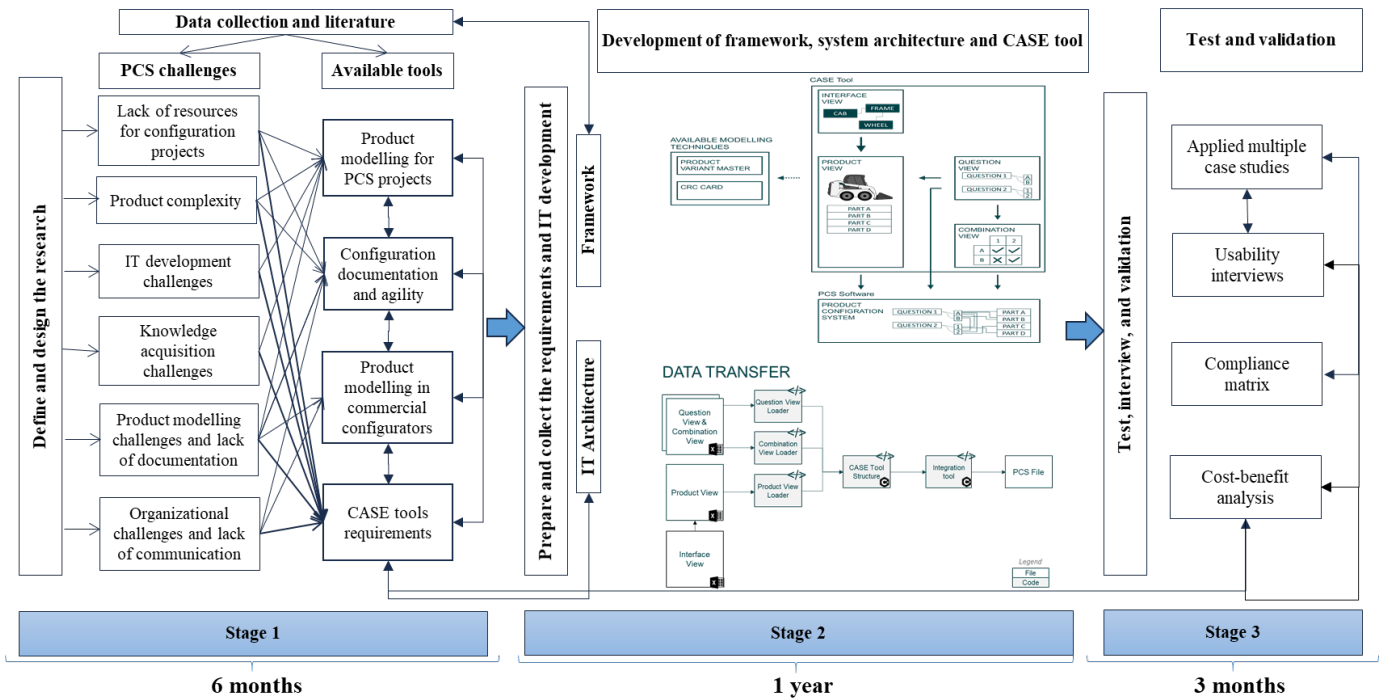 Data collection and literature
PCS challenges
Available tools
Define and design the research
Lack of resources
for configuration
projects
Product complexity
IT development
challenges
Knowledge
acquisition
challenges
Product modelling
challenges and lack
of documentation
Organizational
challenges and lack
of communication
Product
modelling for
PCS projects
Configuration
documentation
and agility
Product
modelling in
commercial
configurators
CASE tools
requirements
Prepare and collect the requirements and IT development
Framework
IT Architecture
Development of framework, system architecture and CASE tool
CASE Tool
INTERFACE
VIEW
CAB
FRAME
WHEEL
AVAILABLE MODELLING
TECHNIQUES
PRODUCT
VARIANT MASTER
CRC CARD
PRODUCT
VIEW
PART A
PART B
PART C
PART D
QUESTION
VIEW
QUESTION 1
A
B
QUESTION 2
1
2
COMBINATION
VIEW
1 2
A
B
PCS Software
PRODUCT
CONFIGRATION
SYSTEM
QUESTION 1
A
B
QUESTION 2
1
2
PART A
PART B
PART C
PART D
DATA TRANSFER
Question
View &
Combination
View
</>
Question View
Loader
</>
Combination
View Loader
Product View
</>
Product View
Loader
</>
CASE Tool
Structure
</>
Integration
tool
PCS File
Interface
View
Legend
File
Code
Test and validation
Test, interview, and validation
Applied multiple
case studies
Usability
interviews
Compliance
matrix
Cost-benefit
analysis
Stage 1
Stage 2
Stage 3
6 months
1 year
3 months